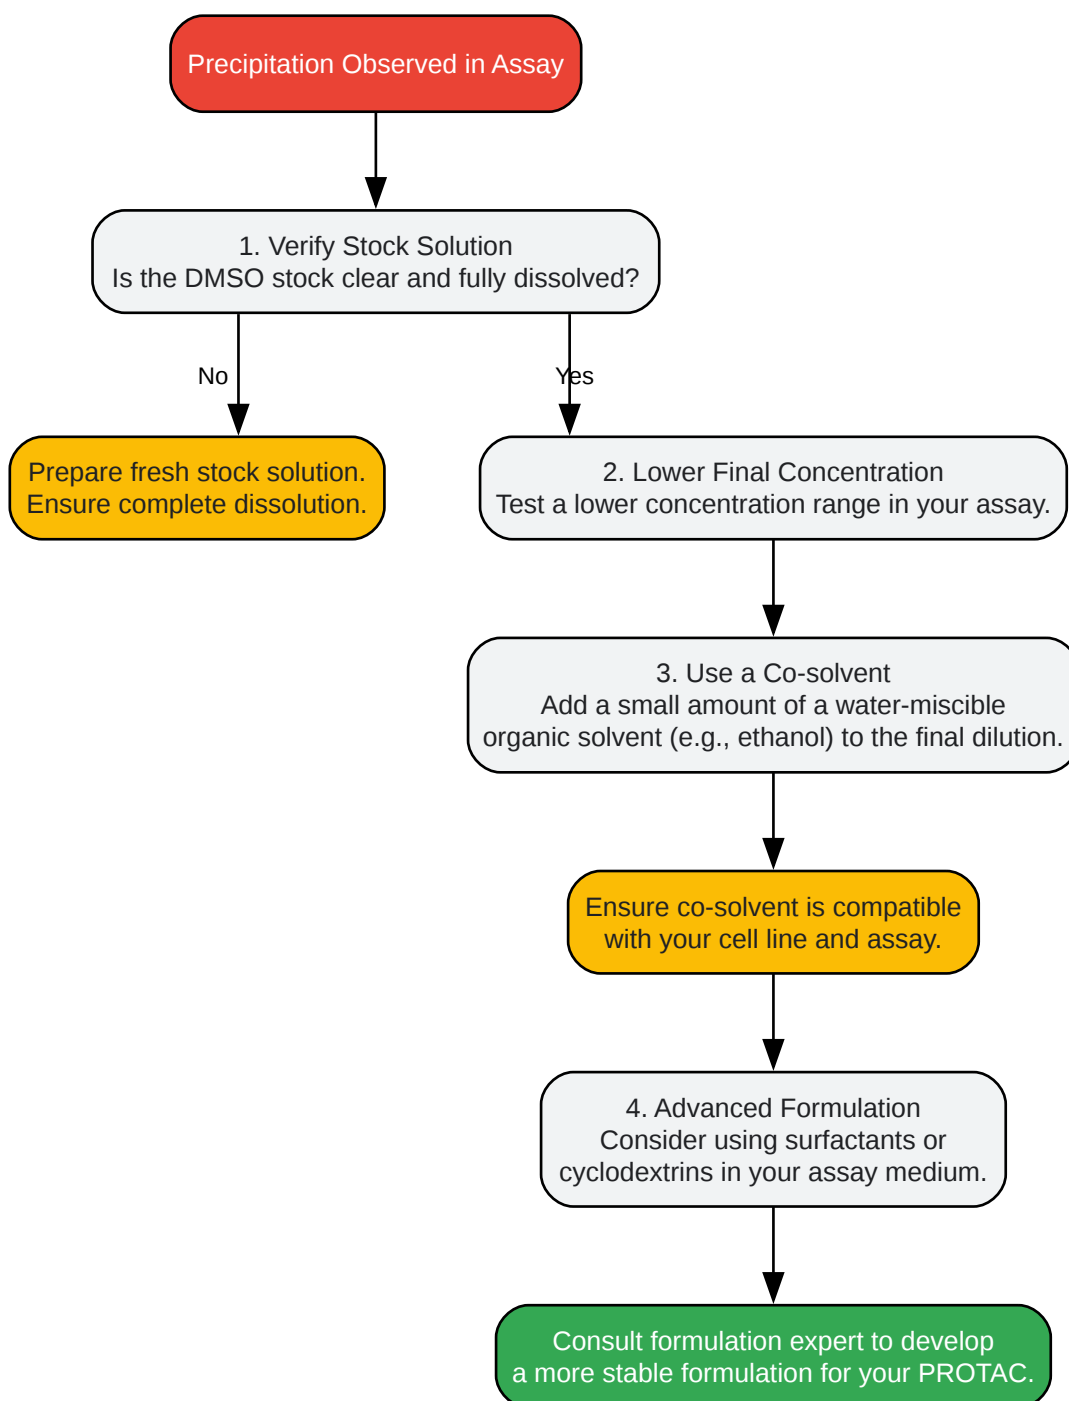 Precipitation Observed in Assay
1. Verify Stock Solution
Is the DMSO stock clear and fully dissolved?
No
Yes
Prepare fresh stock solution.
Ensure complete dissolution.
2. Lower Final Concentration
Test a lower concentration range in your assay.
3. Use a Co-solvent
Add a small amount of a water-miscible
organic solvent (e.g., ethanol) to the final dilution.
Ensure co-solvent is compatible
with your cell line and assay.
4. Advanced Formulation
Consider using surfactants or
cyclodextrins in your assay medium.
Consult formulation expert to develop
a more stable formulation for your PROTAC.